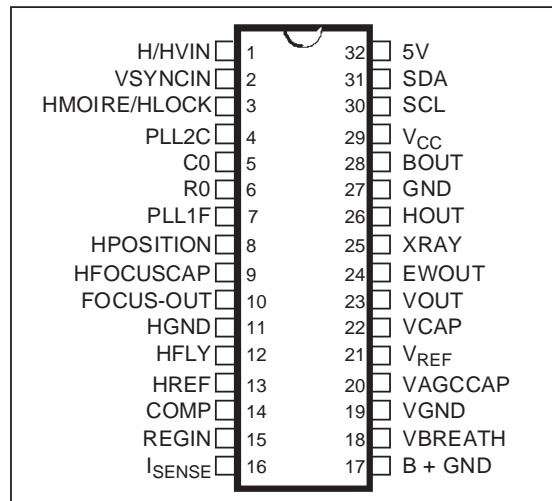 H/HVIN 1 32 5V
VSYNCIN 2 31 SDA
HMOIRE/HLOCK 3 30 SCL
PLL2C 4 29 VCC
C0 5 28 BOUT
R0 6 27 GND
PLL1F 7 26 HOUT
HPOSITION 8 25 XRAY
HFOCUSCAP 9 24 EWOUT
FOCUS-OUT 10 23 VOUT
HGND 11 22 VCAP
HFLY 12 21 VREF
HREF 13 20 VAGCCAP
COMP 14 19 VGND
REGIN 15 18 VBREATH
ISENSE 16 17 B + GND